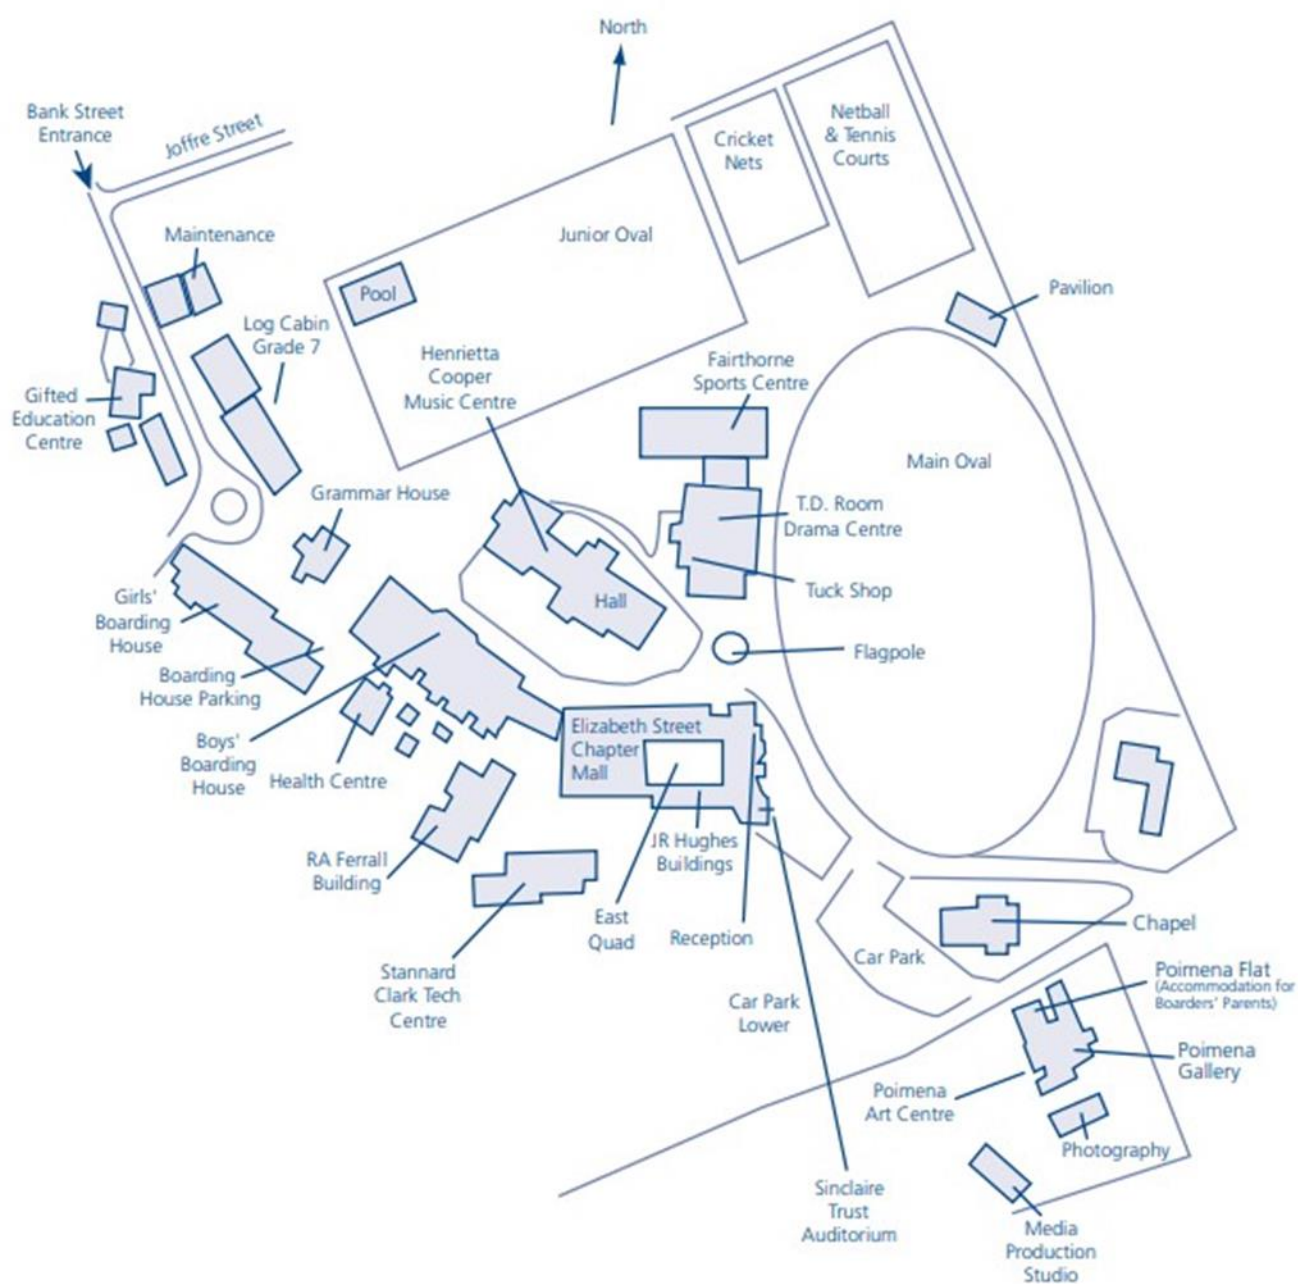 North
Bank Street
Entrance
Joffre Street
Netball
& Tennis
Courts
Cricket
Nets
Maintenance
Junior Oval
Pool
Pavilion
Log Cabin
Grade 7
Henrietta
Cooper
Music Centre
Fairthorne
Sports Centre
Gifted
Education
Centre
Main Oval
Grammar House
T.D. Room
Drama Centre
Tuck Shop
Hall
Girls'
Boarding
House
Flagpole
Boarding
House Parking
Elizabeth Street
Chapter
Mall
Boys'
Boarding
House
Health Centre
JR Hughes
Buildings
RA Ferrall
Building
East
Quad
Reception
Chapel
Car Park
Stannard
Clark Tech
Centre
Car Park
Lower
Poimena Flat
(Accommodation for
Boarders' Parents)
Poimena
Gallery
Poimena
Art Centre
Photography
Sinclaire
Trust
Auditorium
Media
Production
Studio